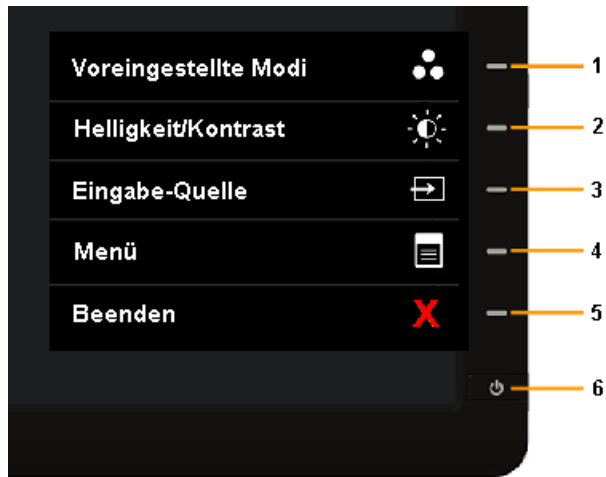 Voreingestellte Modi 1
Helligkeit/Kontrast 2
Eingabe-Quelle 3
Menü 4
Beenden 5
6